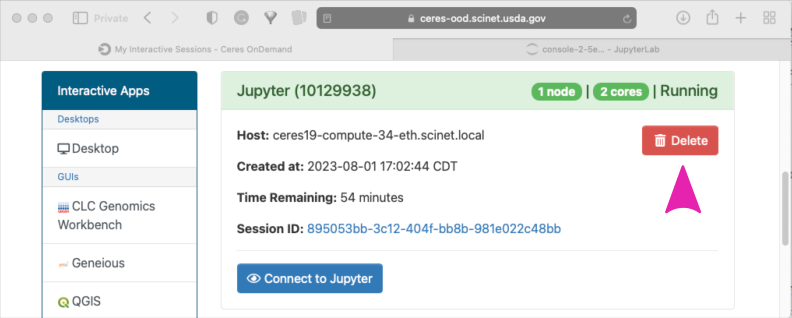 Private
ceres-ood.scinet.usda.gov
My Interactive Sessions - Ceres OnDemand
console-2-5e... - JupyterLab
Interactive Apps
Desktops
Desktop
GUIs
CLC Genomics
Workbench
Geneious
QGIS
Jupyter (10129938)
1 node | 2 cores | Running
Host: ceres19-compute-34-eth.scinet.local
Delete
Created at: 2023-08-01 17:02:44 CDT
Time Remaining: 54 minutes
Session ID: 895053bb-3c12-404f-bb8b-981e022c48bb
Connect to Jupyter